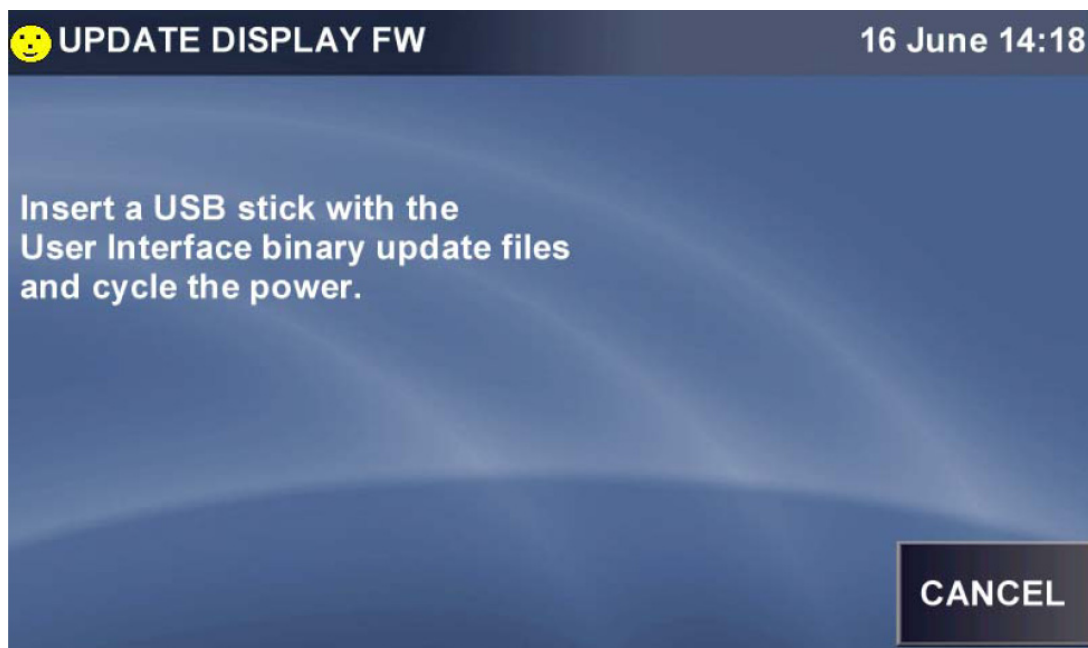 UPDATE DISPLAY FW
16 June 14:18
Insert a USB stick with the
User Interface binary update files
and cycle the power.
CANCEL